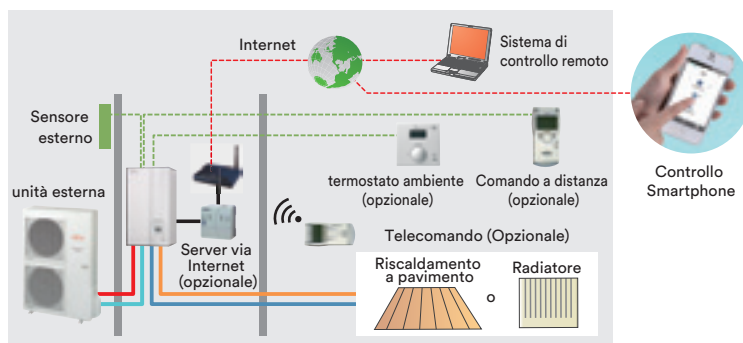 Internet
Sistema di
controllo remoto
Sensore
esterno
unità esterna
termostato ambiente
(opzionale)
Comando a distanza
(opzionale)
Controllo
Smartphone
Server via
Internet
(opzionale)
Telecomando (Opzionale)
Riscaldamento
a pavimento
o
Radiatore